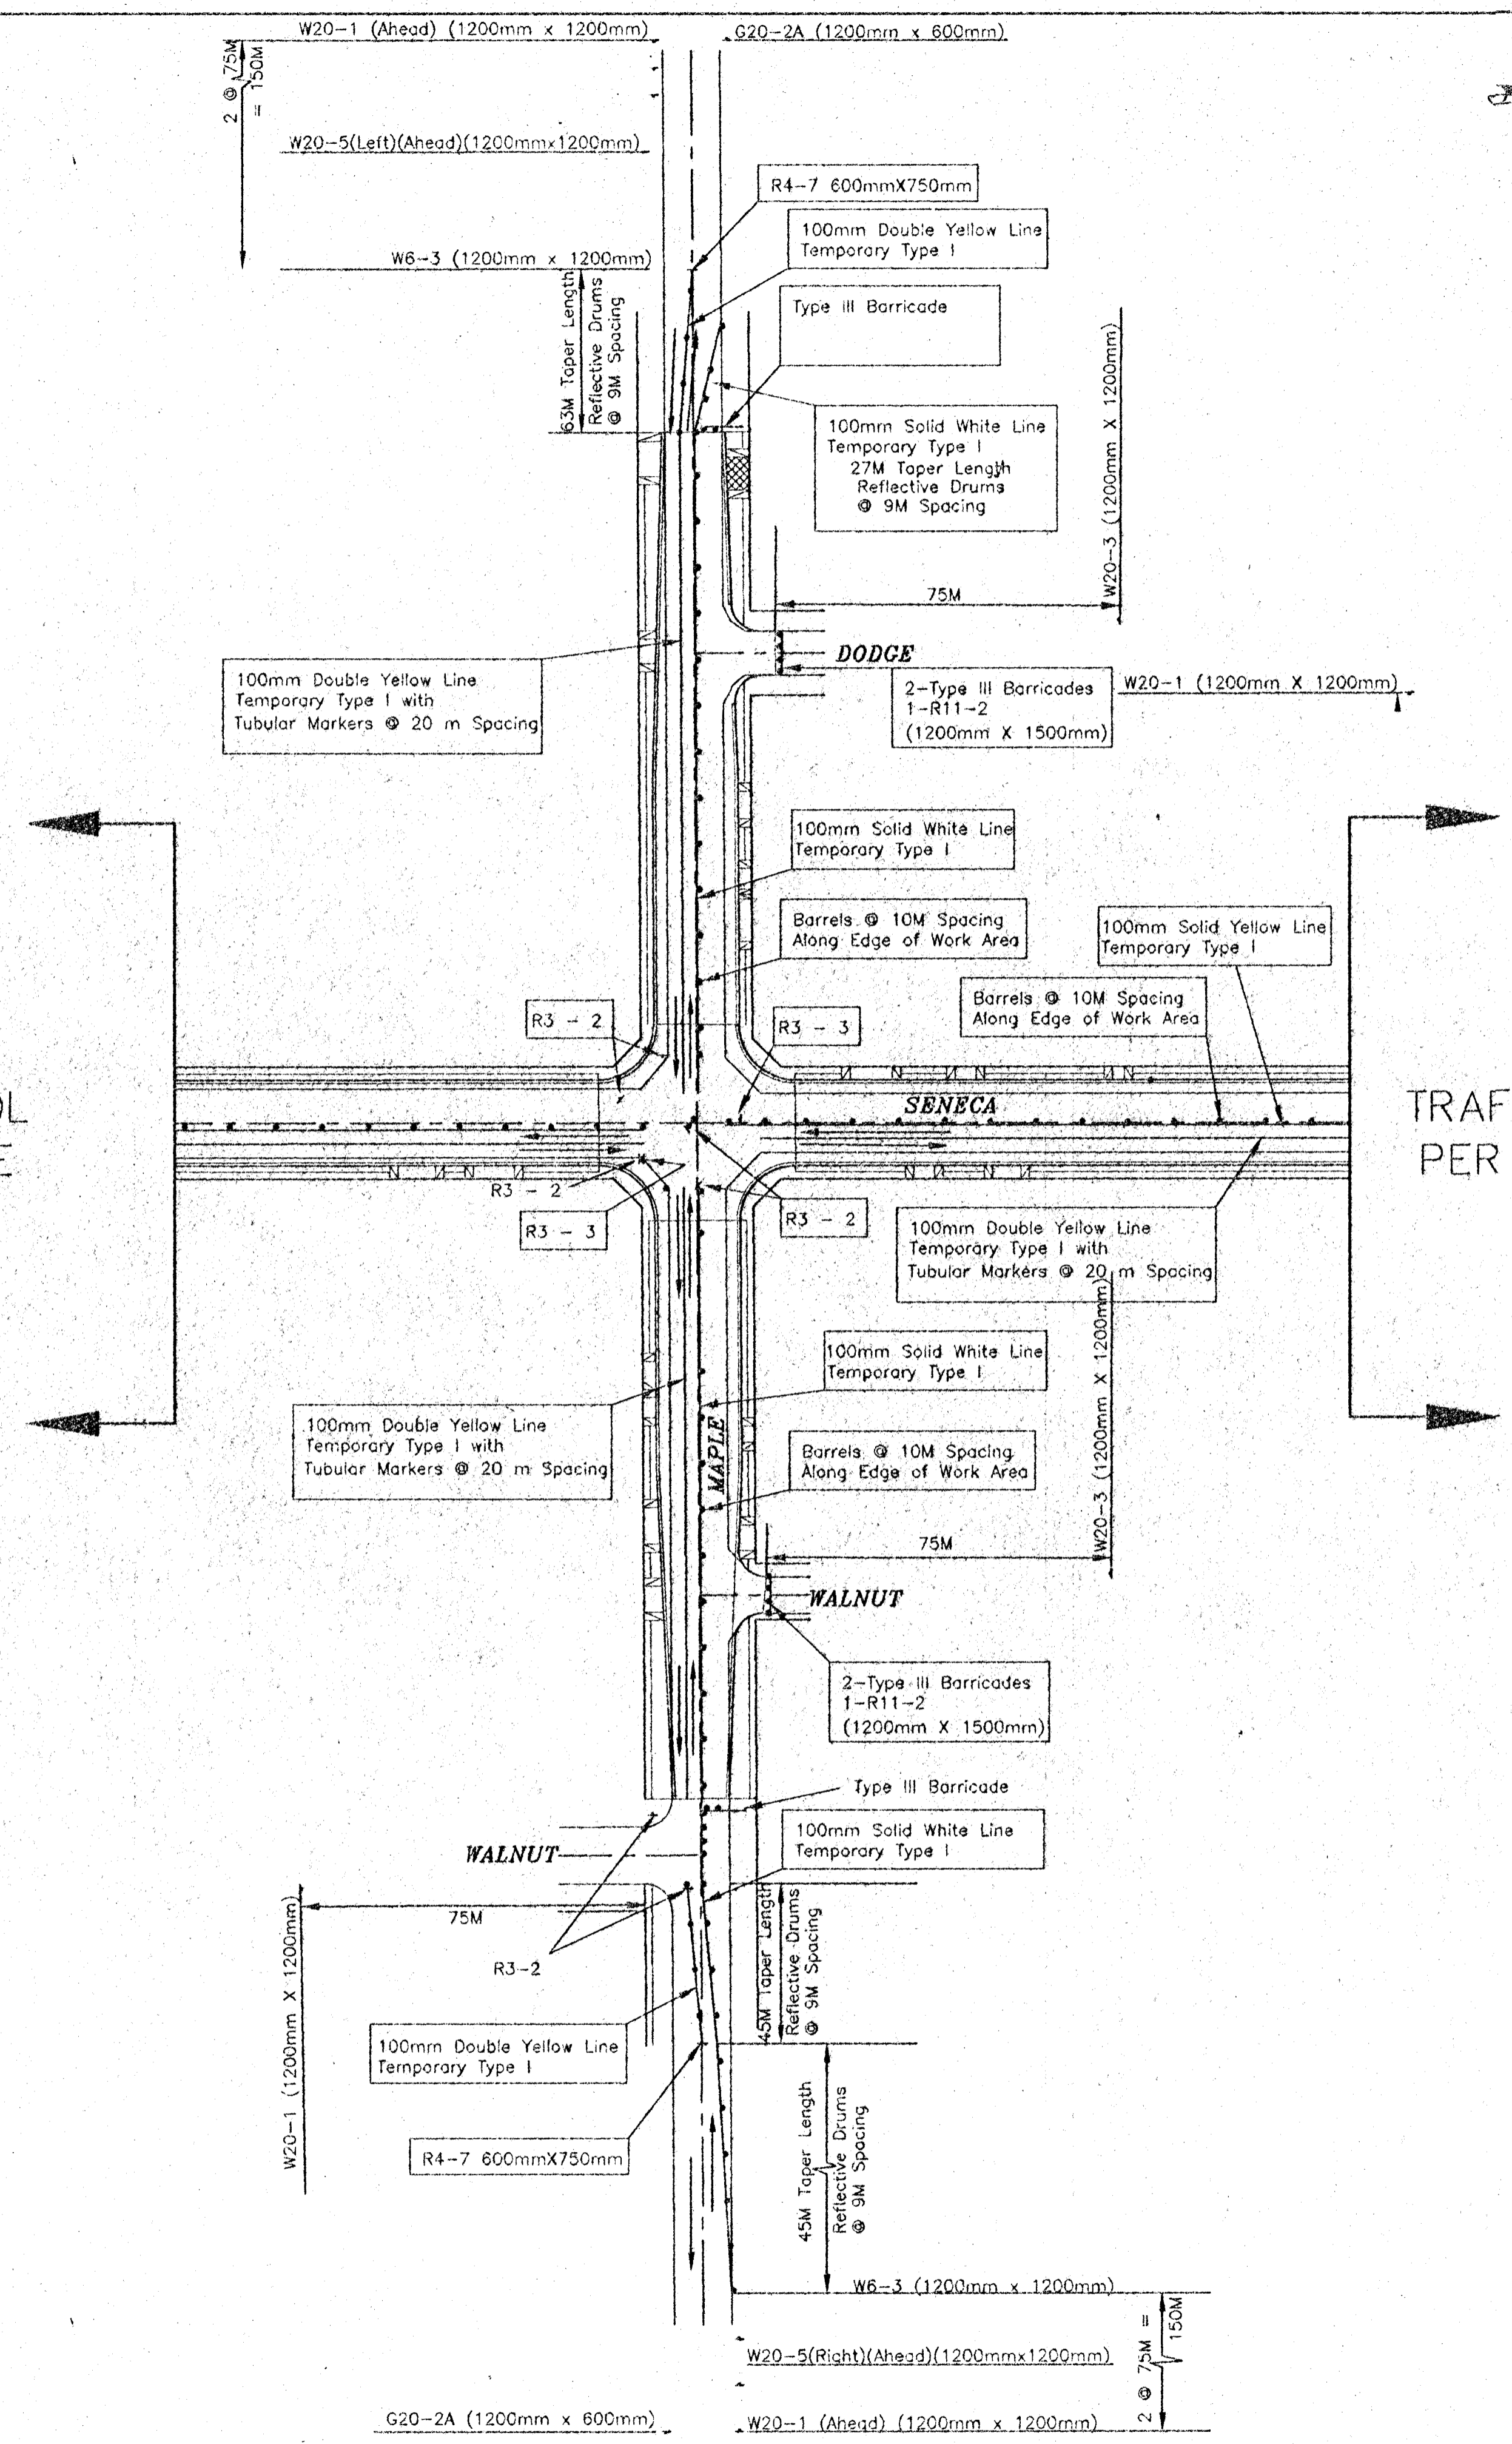 W20-1 (Ahead) (1200mm x 1200mm)
G20-2A (1200mm x 600mm)
2 @ 75M
= 150M
W20-5(Left)(Ahead)(1200mmx1200mm)
R4-7 600mmX750mm
100mm Double Yellow Line
Temporary Type I
W6-3 (1200mm x 1200mm)
63M Taper Length
Reflective Drums
@ 9M Spacing
Type III Barricade
100mm Solid White Line
Temporary Type I
27M Taper Length
Reflective Drums
@ 9M Spacing
W20-3 (1200mm X 1200mm)
75M
DODGE
100mm Double Yellow Line
Temporary Type I with
Tubular Markers @ 20 m Spacing
2-Type III Barricades
1-R11-2
(1200mm X 1500mm)
W20-1 (1200mm X 1200mm)
100mm Solid White Line
Temporary Type I
Barrels @ 10M Spacing
Along Edge of Work Area
100mm Solid Yellow Line
Temporary Type I
Barrels @ 10M Spacing
Along Edge of Work Area
R3 - 2
R3 - 3
SENECA
OL
E
TRAF
PER
R3 - 2
R3 - 3
R3 - 2
100mm Double Yellow Line
Temporary Type I with
Tubular Markers @ 20 m Spacing
100mm Solid White Line
Temporary Type I
W20-3 (1200mm X 1200mm)
100mm Double Yellow Line
Temporary Type I with
Tubular Markers @ 20 m Spacing
MAPLE
Barrels @ 10M Spacing
Along Edge of Work Area
75M
WALNUT
2-Type III Barricades
1-R11-2
(1200mm X 1500mm)
Type III Barricade
100mm Solid White Line
Temporary Type I
WALNUT
W20-1 (1200mm X 1200mm)
75M
R3-2
45M Taper Length
Reflective Drums
@ 9M Spacing
100mm Double Yellow Line
Temporary Type I
R4-7 600mmX750mm
45M Taper Length
Reflective Drums
@ 9M Spacing
W6-3 (1200mm x 1200mm)
2 @ 75M =
150M
W20-5(Right)(Ahead)(1200mmx1200mm)
G20-2A (1200mm x 600mm)
W20-1 (Ahead) (1200mm x 1200mm)